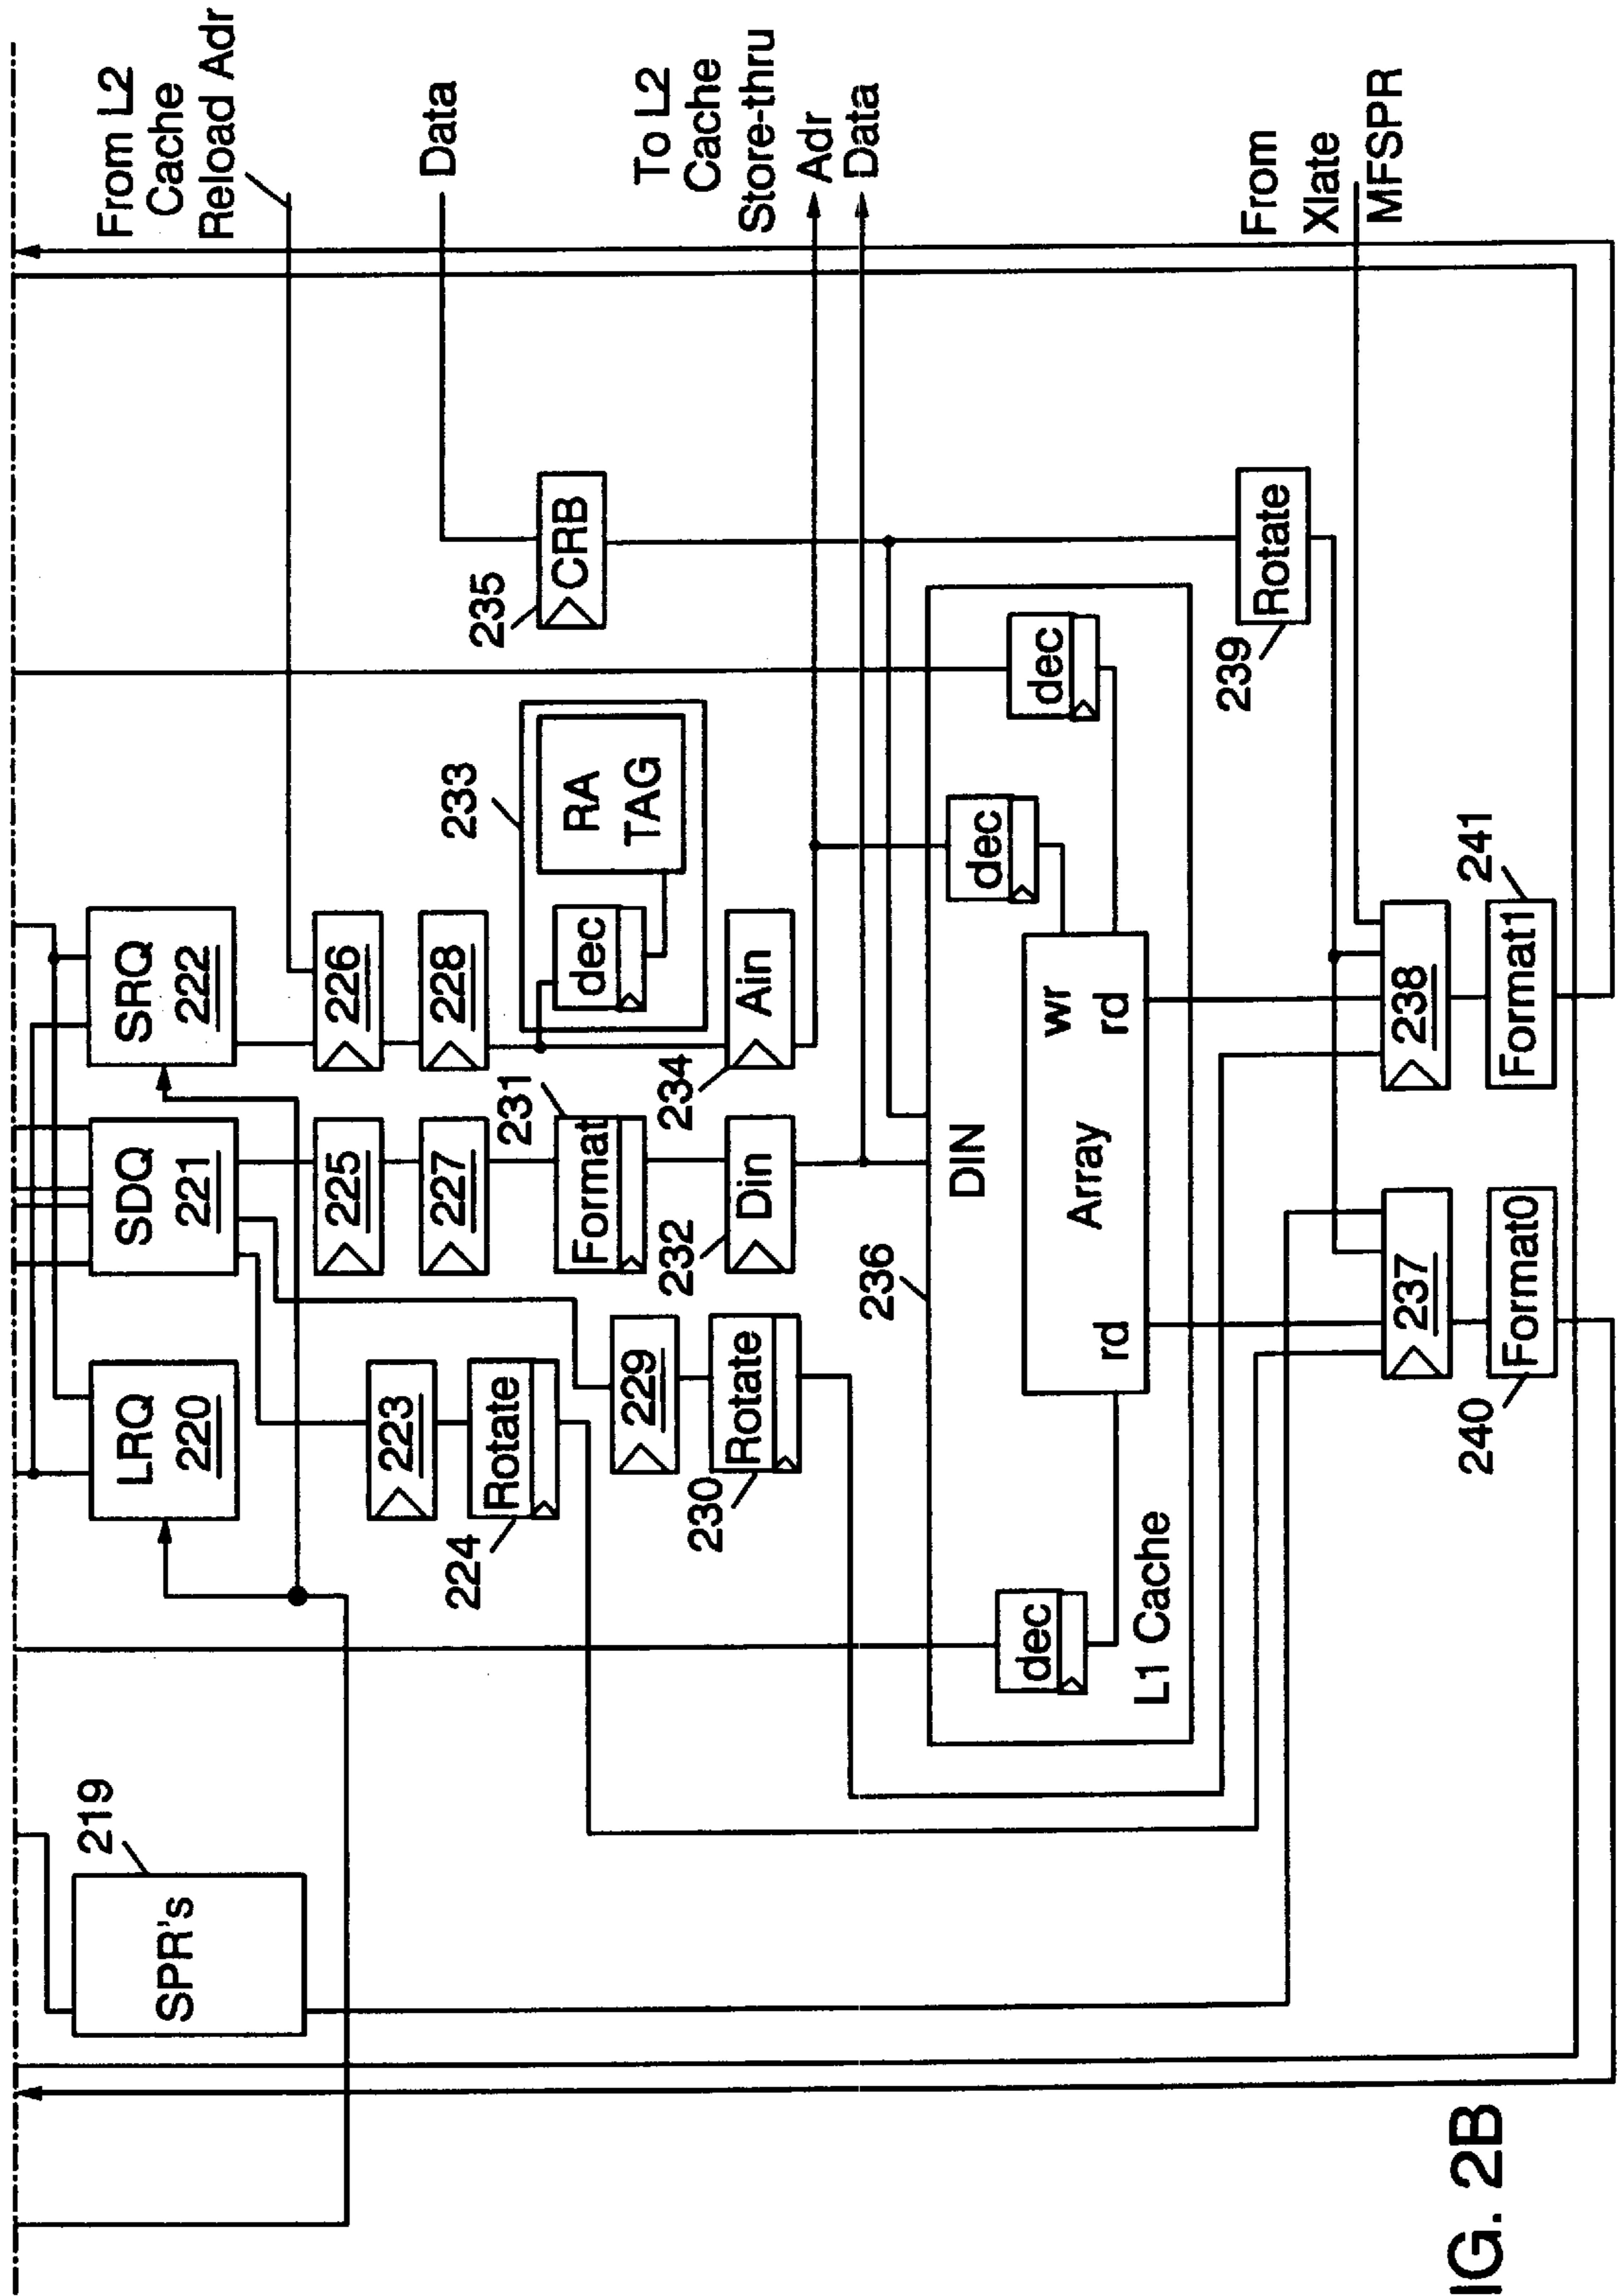 SPR's
219
LRQ
220
SDQ
221
SRQ
222
From L2
Cache
Reload Adr
223
225
226
Data
Rotate
224
227
228
229
Rotate
230
Format
231
dec
RA
TAG
233
CRB
235
Din
232
Ain
234
To L2
Cache
Store-thru
Adr
Data
236
DIN
dec
dec
dec
rd
Array
wr
rd
L1 Cache
Rotate
239
From
Xlate
MFSPR
237
238
Format0
240
Format1
241
IG. 2B